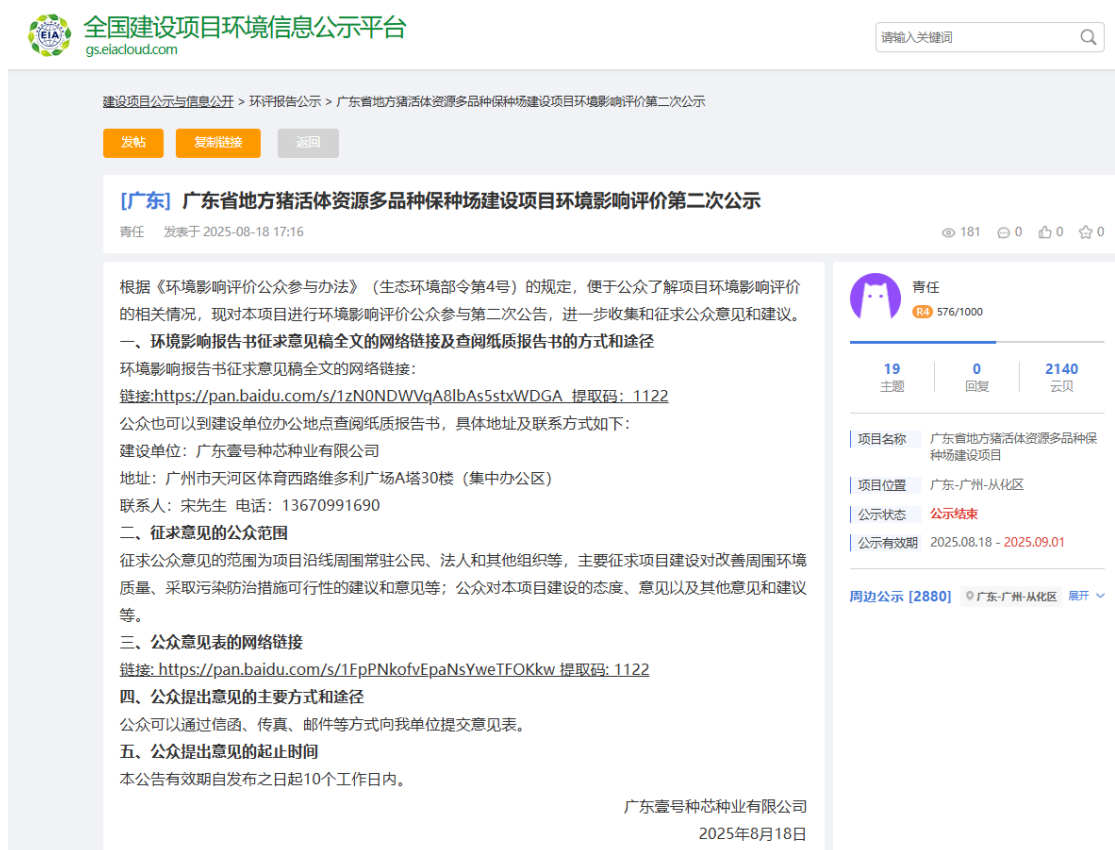 EIA
全国建设项目环境信息公示平台
gs.eiacloud.com
请输入关键词
建设项目公示与信息公开 > 环评报告公示 > 广东省地方猪活体资源多品种保种场建设项目环境影响评价第二次公示
发帖 复制链接 返回
[广东] 广东省地方猪活体资源多品种保种场建设项目环境影响评价第二次公示
青任 发表于 2025-08-18 17:16
181 0 0 0
根据《环境影响评价公众参与办法》（生态环境部令第4号）的规定，便于公众了解项目环境影响评价
的相关情况，现对本项目进行环境影响评价公众参与第二次公告，进一步收集和征求公众意见和建议。
一、环境影响报告书征求意见稿全文的网络链接及查阅纸质报告书的方式和途径
环境影响报告书征求意见稿全文的网络链接：
链接:https://pan.baidu.com/s/1zN0NDWVqA8lbAs5stxWDGA 提取码：1122
公众也可以到建设单位办公地点查阅纸质报告书，具体地址及联系方式如下：
建设单位：广东壹号种芯种业有限公司
地址：广州市天河区体育西路维多利广场A塔30楼（集中办公区）
联系人：宋先生 电话：13670991690
二、征求意见的公众范围
征求公众意见的范围为项目沿线周围常驻公民、法人和其他组织等，主要征求项目建设对改善周围环境
质量、采取污染防治措施可行性的建议和意见等；公众对本项目建设的态度、意见以及其他意见和建议
等。
三、公众意见表的网络链接
链接: https://pan.baidu.com/s/1FpPNkofvEpaNsYweTFOKkw 提取码: 1122
四、公众提出意见的主要方式和途径
公众可以通过信函、传真、邮件等方式向我单位提交意见表。
五、公众提出意见的起止时间
本公告有效期自发布之日起10个工作日内。
广东壹号种芯种业有限公司
2025年8月18日
青任
R4 576/1000
19 0 2140
主题 回复 云贝
项目名称 广东省地方猪活体资源多品种保
种场建设项目
项目位置 广东-广州-从化区
公示状态 公示结束
公示有效期 2025.08.18 - 2025.09.01
周边公示 [2880] 广东-广州-从化区 展开